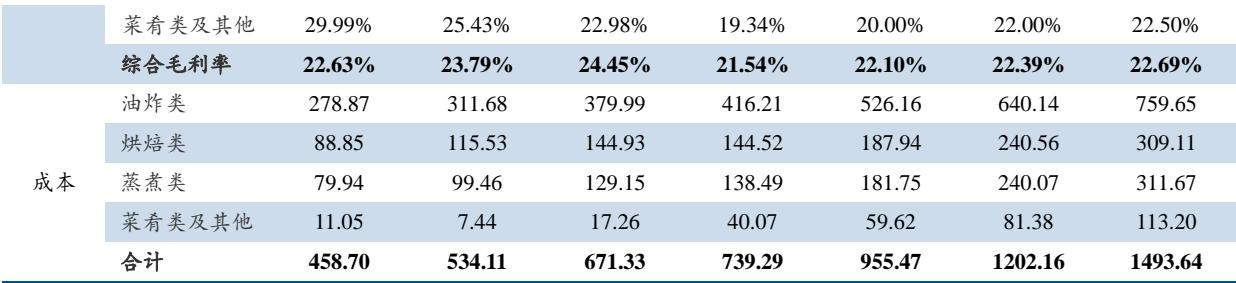 菜肴类及其他 29.99% 25.43% 22.98% 19.34% 20.00% 22.00% 22.50%
综合毛利率 22.63% 23.79% 24.45% 21.54% 22.10% 22.39% 22.69%
油炸类 278.87 311.68 379.99 416.21 526.16 640.14 759.65
烘焙类 88.85 115.53 144.93 144.52 187.94 240.56 309.11
成本 蒸煮类 79.94 99.46 129.15 138.49 181.75 240.07 311.67
菜肴类及其他 11.05 7.44 17.26 40.07 59.62 81.38 113.20
合计 458.70 534.11 671.33 739.29 955.47 1202.16 1493.64